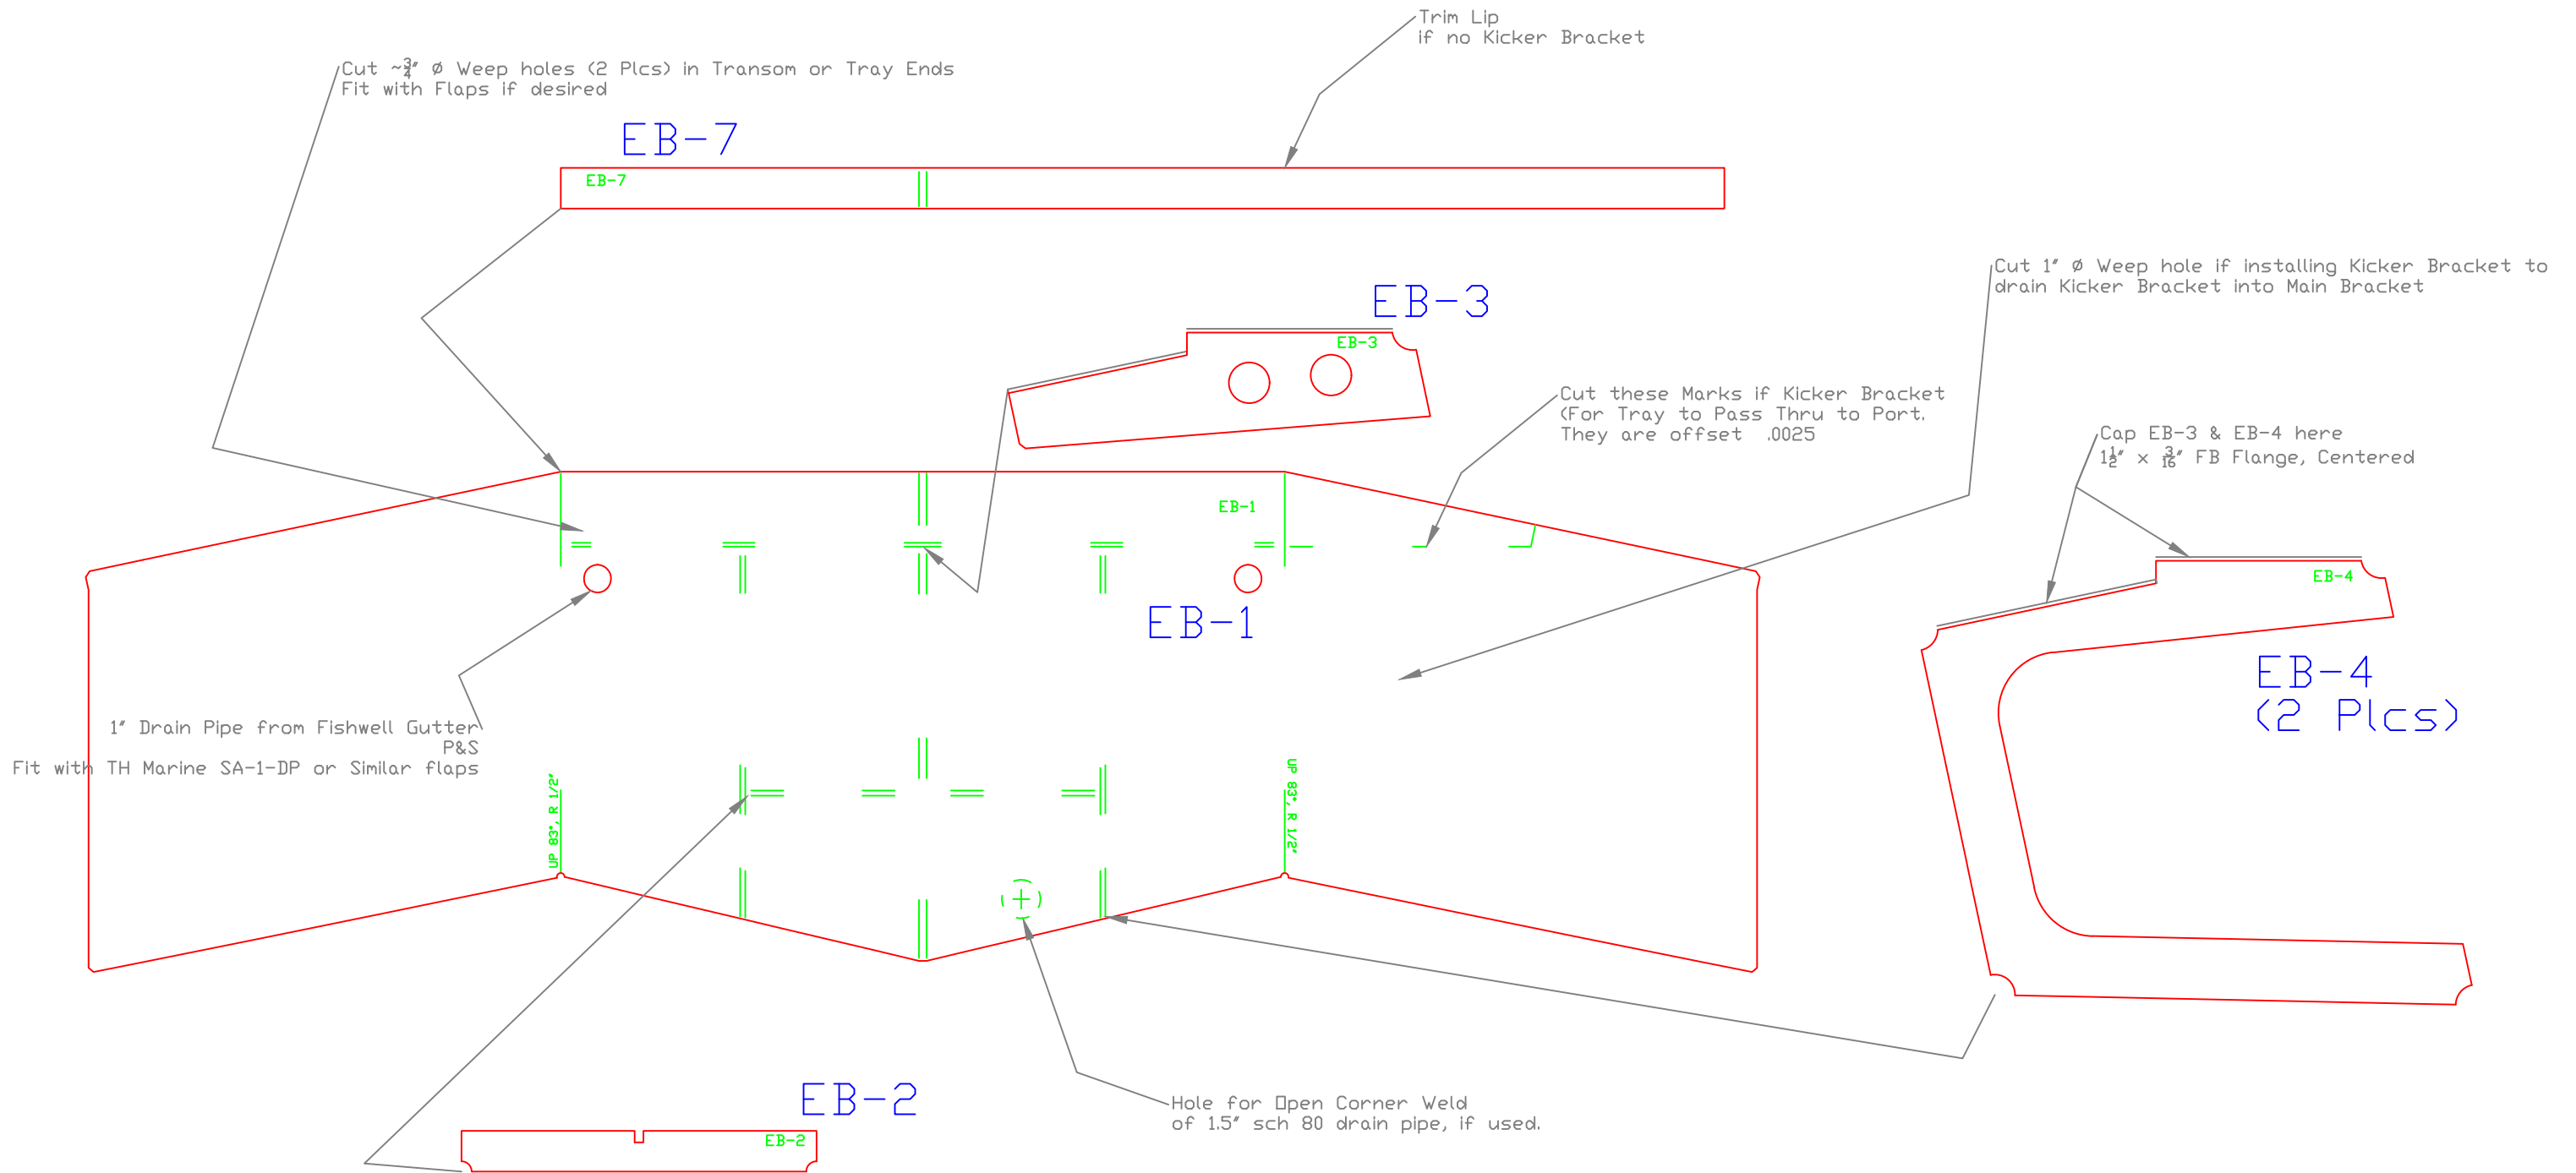 Trim Lip
if no Kicker Bracket
Cut ~3/4" Ø Weep holes (2 Plcs) in Transom or Tray Ends
Fit with Flaps if desired
EB-7
EB-7
Cut 1" Ø Weep hole if installing Kicker Bracket to
drain Kicker Bracket into Main Bracket
EB-3
EB-3
Cut these Marks if Kicker Bracket
(For Tray to Pass Thru to Port.
They are offset .0025
Cap EB-3 & EB-4 here
1 1/2" x 3/16" FB Flange, Centered
EB-1
EB-1
EB-4
EB-4
(2 Plcs)
1" Drain Pipe from Fishwell Gutter
P&S
Fit with TH Marine SA-1-DP or Similar flaps
UP 83°, R 1/2"
UP 83°, R 1/2"
EB-2
EB-2
Hole for Open Corner Weld
of 1.5" sch 80 drain pipe, if used.